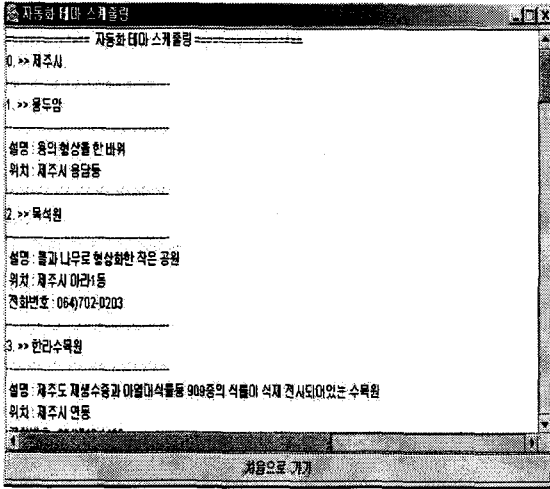 자동화 테마 스케쥴링
============ 자동화 테마 스케쥴링 ================
0. >> 제주시
1. >> 용두암
설명 : 용의 형상을 한 바위
위치 : 제주시 용담동
2. >> 목석원
설명 : 돌과 나무로 형상화한 작은 공원
위치 : 제주시 아라1동
전화번호 : 064)702-0203
3. >> 한라수목원
설명 : 제주도 자생수종과 아열대식물등 909종의 식물이 식재 전시되어있는 수목원
위치 : 제주시 연동
처음으로 가기